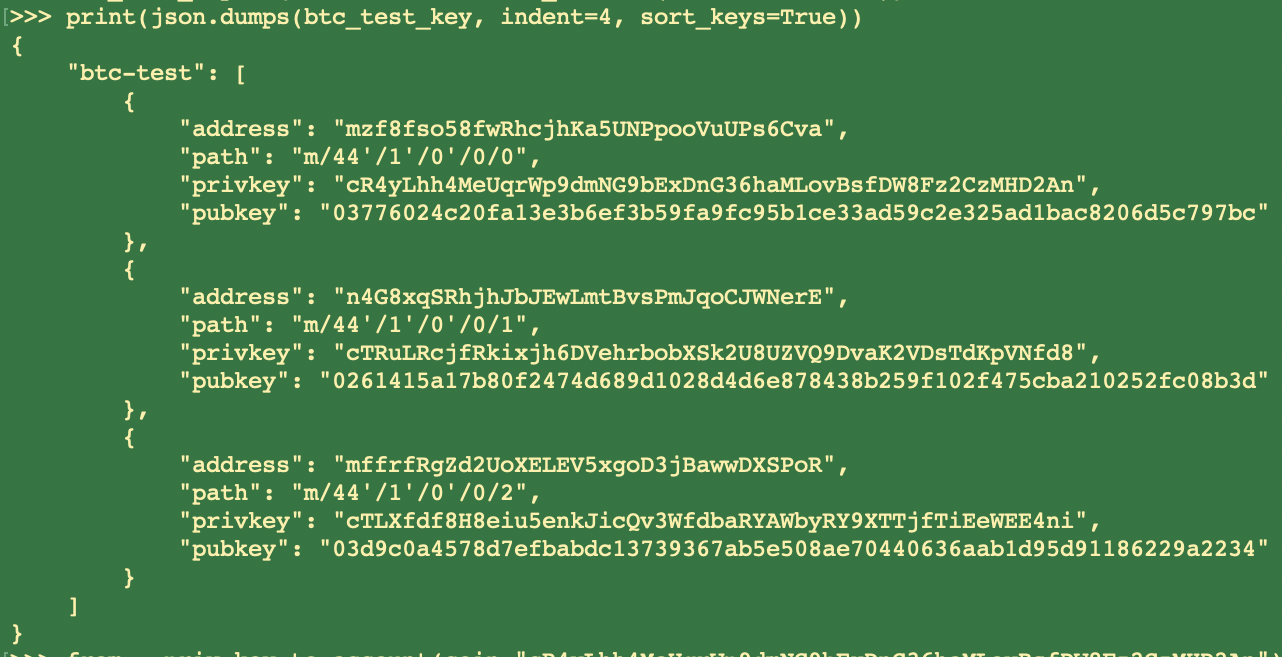 >>> print(json.dumps(btc_test_key, indent=4, sort_keys=True))
{
    "btc-test": [
        {
            "address": "mzf8fso58fwRhcjhKa5UNPpooVuUPs6Cva",
            "path": "m/44'/1'/0'/0/0",
            "privkey": "cR4yLhh4MeUqrWp9dmNG9bExDnG36haMLovBsfDW8Fz2CzMHD2An",
            "pubkey": "03776024c20fa13e3b6ef3b59fa9fc95b1ce33ad59c2e325ad1bac8206d5c797bc"
        },
        {
            "address": "n4G8xqSRhjhJbJEwLmtBvsPmJqoCJWNerE",
            "path": "m/44'/1'/0'/0/1",
            "privkey": "cTRuLRcjfRkixjh6DVehrbobXSk2U8UZVQ9DvaK2VDsTdKpVNfd8",
            "pubkey": "0261415a17b80f2474d689d1028d4d6e878438b259f102f475cba210252fc08b3d"
        },
        {
            "address": "mffrfRgZd2UoXELEV5xgoD3jBawwDXSPoR",
            "path": "m/44'/1'/0'/0/2",
            "privkey": "cTLXfdf8H8eiu5enkJicQv3WfdbaRYAWbyRY9XTTjfTiEeWEE4ni",
            "pubkey": "03d9c0a4578d7efbabdc13739367ab5e508ae70440636aab1d95d91186229a2234"
        }
    ]
}